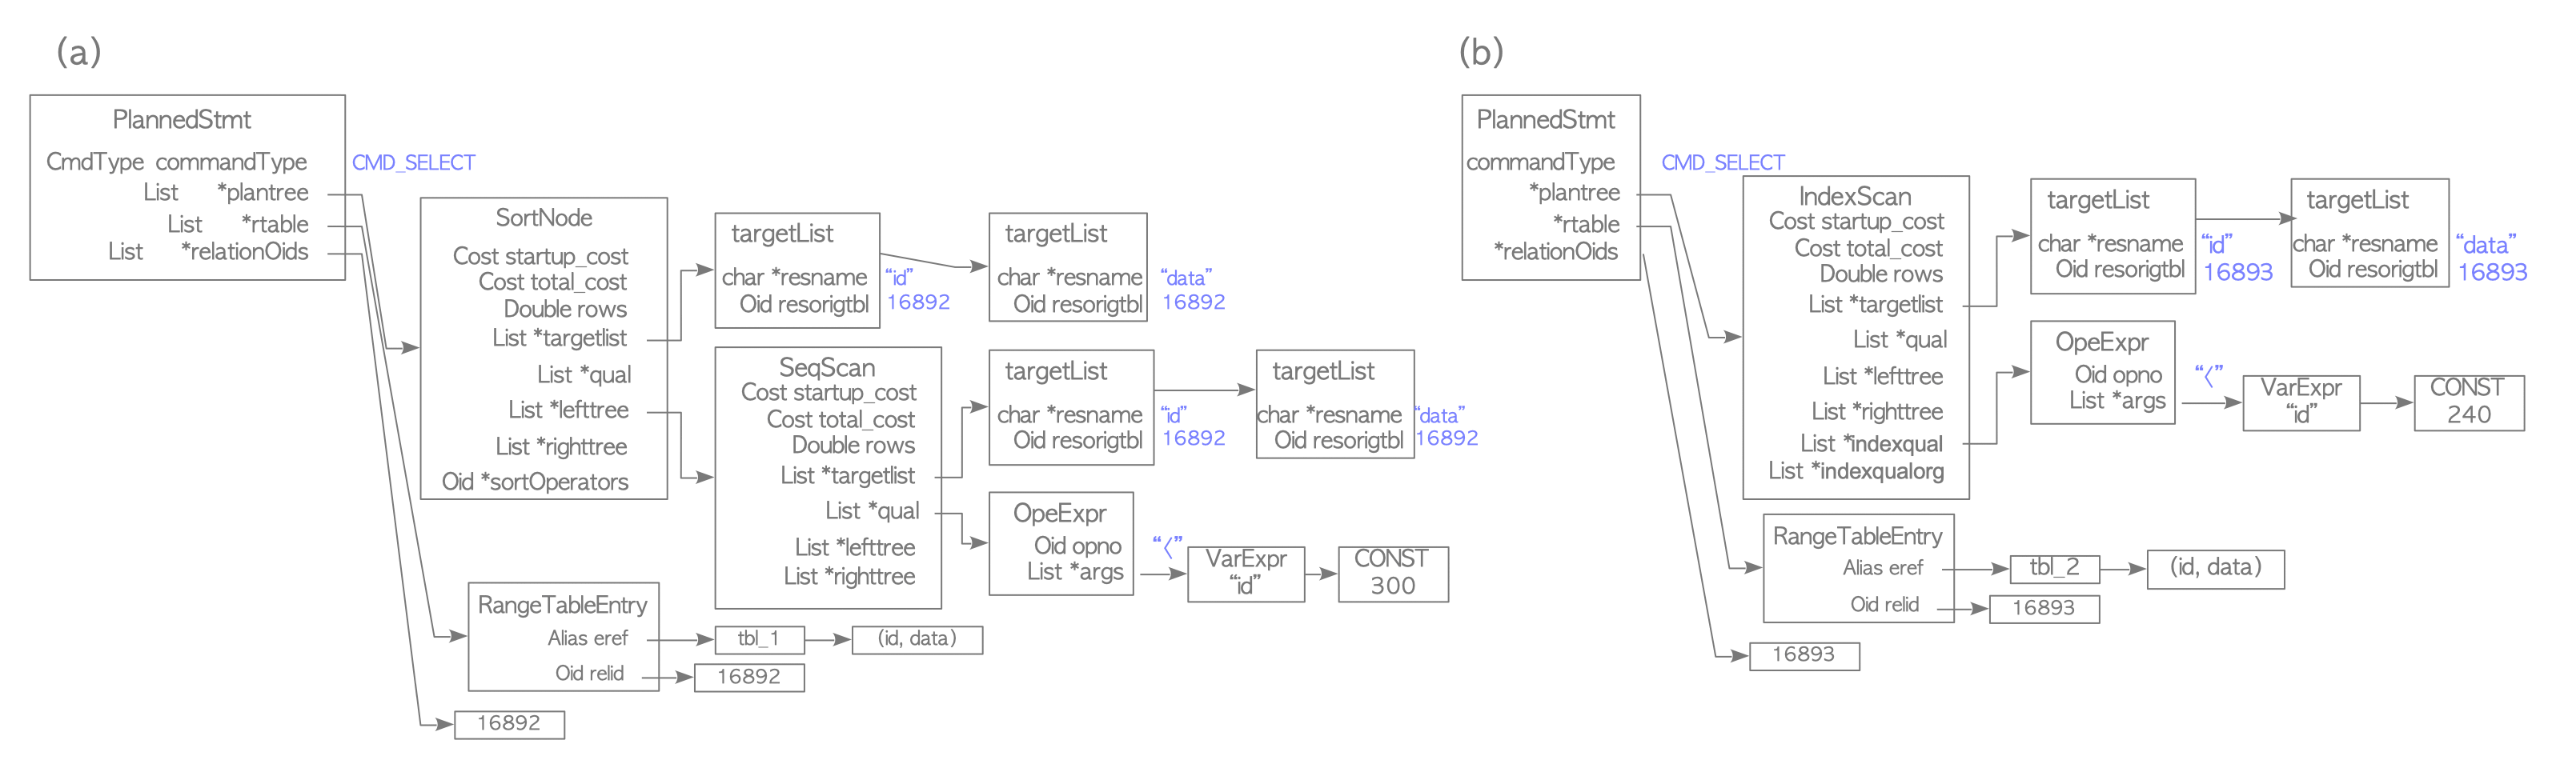 (a)
PlannedStmt
CmdType commandType
CMD_SELECT
List *plantree
List *rtable
List *relationOids
SortNode
Cost startup_cost
Cost total_cost
Double rows
List *targetlist
List *qual
List *lefttree
List *righttree
Oid *sortOperators
targetList
char *resname
"id"
Oid resorigtbl
16892
targetList
char *resname
"data"
Oid resorigtbl
16892
SeqScan
Cost startup_cost
Cost total_cost
Double rows
List *targetlist
List *qual
List *lefttree
List *righttree
targetList
char *resname
"id"
Oid resorigtbl
16892
targetList
char *resname
"data"
Oid resorigtbl
16892
OpeExpr
Oid opno
"<"
List *args
VarExpr
"id"
CONST
300
RangeTableEntry
Alias eref
tbl_1
(id, data)
Oid relid
16892
16892
(b)
PlannedStmt
commandType
CMD_SELECT
*plantree
*rtable
*relationOids
IndexScan
Cost startup_cost
Cost total_cost
Double rows
List *targetlist
List *qual
List *lefttree
List *righttree
List *indexqual
List *indexqualorg
targetList
char *resname
"id"
Oid resorigtbl
16893
targetList
char *resname
"data"
Oid resorigtbl
16893
OpeExpr
Oid opno
"<"
List *args
VarExpr
"id"
CONST
240
RangeTableEntry
Alias eref
tbl_2
(id, data)
Oid relid
16893
16893